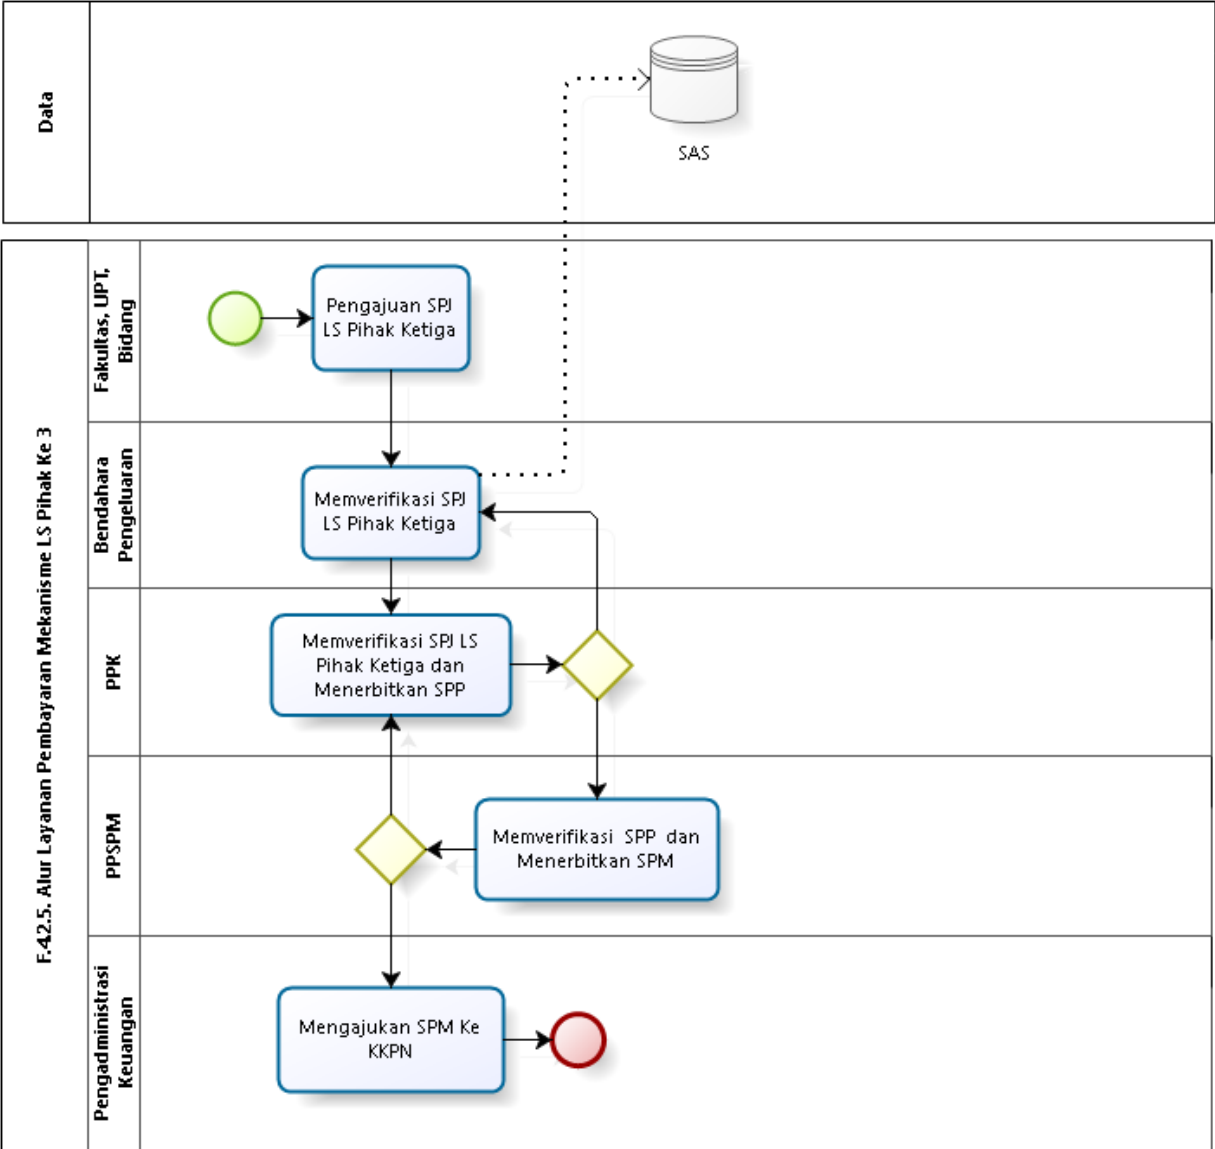 Data
SAS
F.42.5. Alur Layanan Pembayaran Mekanisme LS Pihak Ke 3
Fakultas, UPT,
Bidang
Pengajuan SPJ
LS Pihak Ketiga
Bendahara
Pengeluaran
Memverifikasi SPJ
LS Pihak Ketiga
PPK
Memverifikasi SPJ LS
Pihak Ketiga dan
Menerbitkan SPP
PPSPM
Memverifikasi SPP dan
Menerbitkan SPM
Pengadministrasi
Keuangan
Mengajukan SPM Ke
KKPN